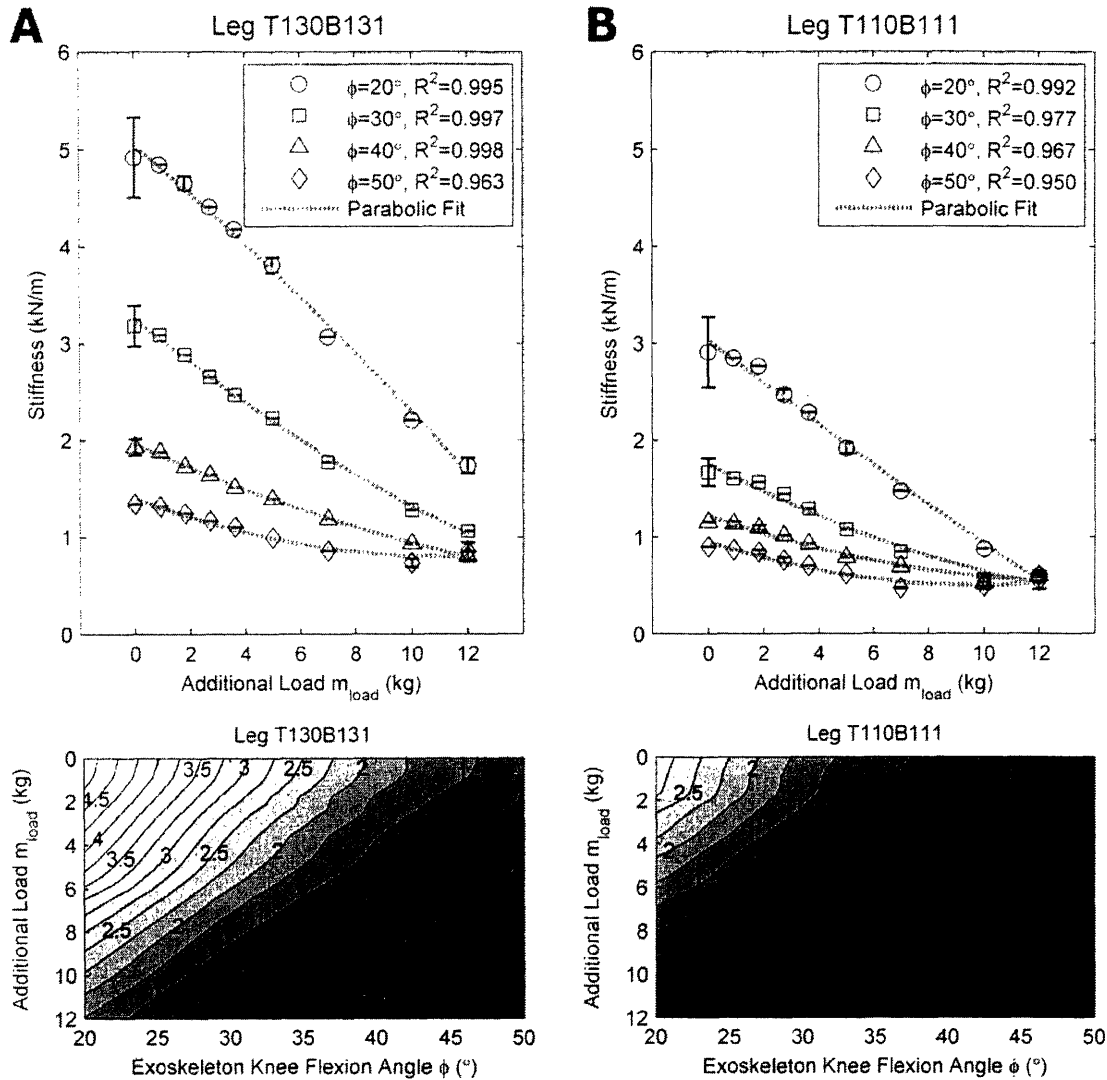 A
Leg T130B131
6
5
4
3
2
1
0
Stiffness (kN/m)
ϕ=20°, R²=0.995
ϕ=30°, R²=0.997
ϕ=40°, R²=0.998
ϕ=50°, R²=0.963
Parabolic Fit
0 2 4 6 8 10 12
Additional Load m_load (kg)
B
Leg T110B111
6
5
4
3
2
1
0
Stiffness (kN/m)
ϕ=20°, R²=0.992
ϕ=30°, R²=0.977
ϕ=40°, R²=0.967
ϕ=50°, R²=0.950
Parabolic Fit
0 2 4 6 8 10 12
Additional Load m_load (kg)
Leg T130B131
0
2
4
6
8
10
12
Additional Load m_load (kg)
3.5 3 2.5 2
4
3.5 3 2.5 2
2.5 2
20 25 30 35 40 45 50
Exoskeleton Knee Flexion Angle ϕ (°)
Leg T110B111
0
2
4
6
8
10
12
Additional Load m_load (kg)
2
2.5
2
20 25 30 35 40 45 50
Exoskeleton Knee Flexion Angle ϕ (°)